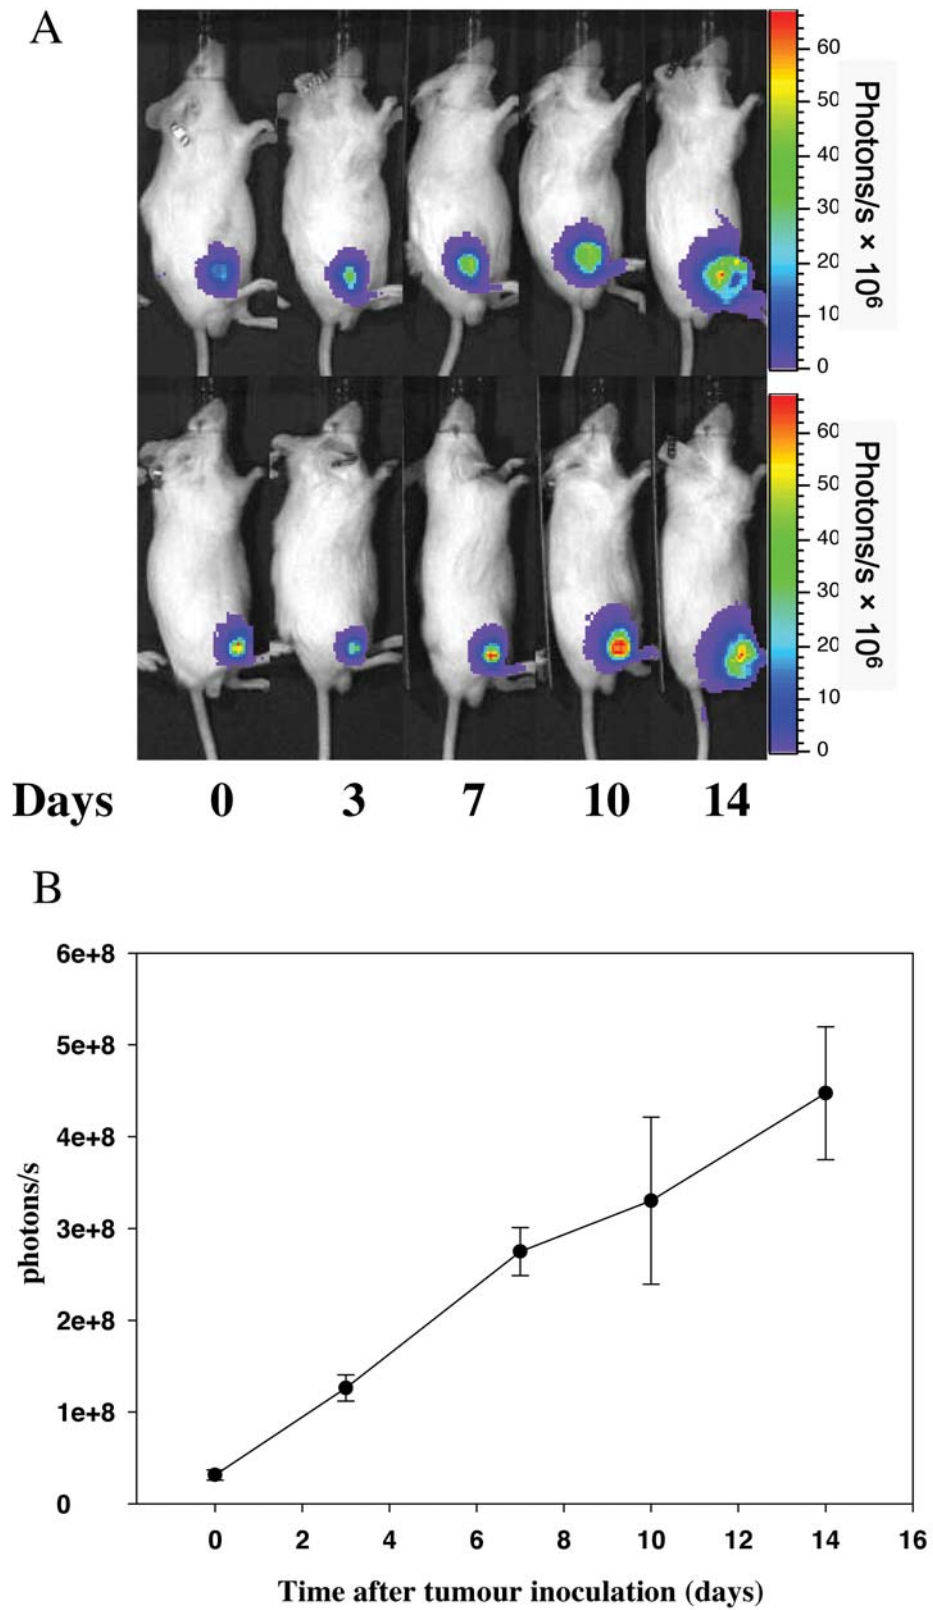 A
60
50
40
30
20
10
0
Photons/s × 10⁶
60
50
40
30
20
10
0
Photons/s × 10⁶
Days 0 3 7 10 14
B
6e+8
5e+8
4e+8
3e+8
2e+8
1e+8
0
photons/s
0 2 4 6 8 10 12 14 16
Time after tumour inoculation (days)